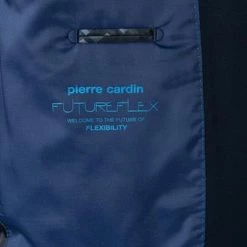 pierre cardin
FUTUREFLEX
WELCOME TO THE FUTURE OF
FLEXIBILITY